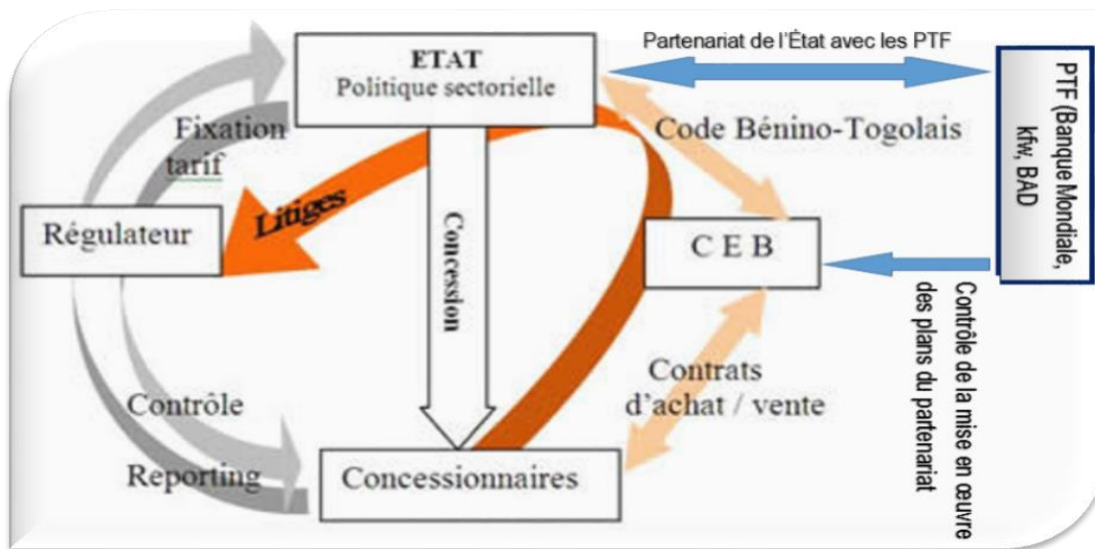 ETAT
Politique sectorielle
Partenariat de l'État avec les PTF
PTF (Banque Mondiale,
kfw, BAD
Fixation
tarif
Code Bénino-Togolais
Litiges
Régulateur
Concession
C E B
Contrôle de la mise en œuvre
des plans du partenariat
Contrats
d'achat / vente
Contrôle
Reporting
Concessionnaires